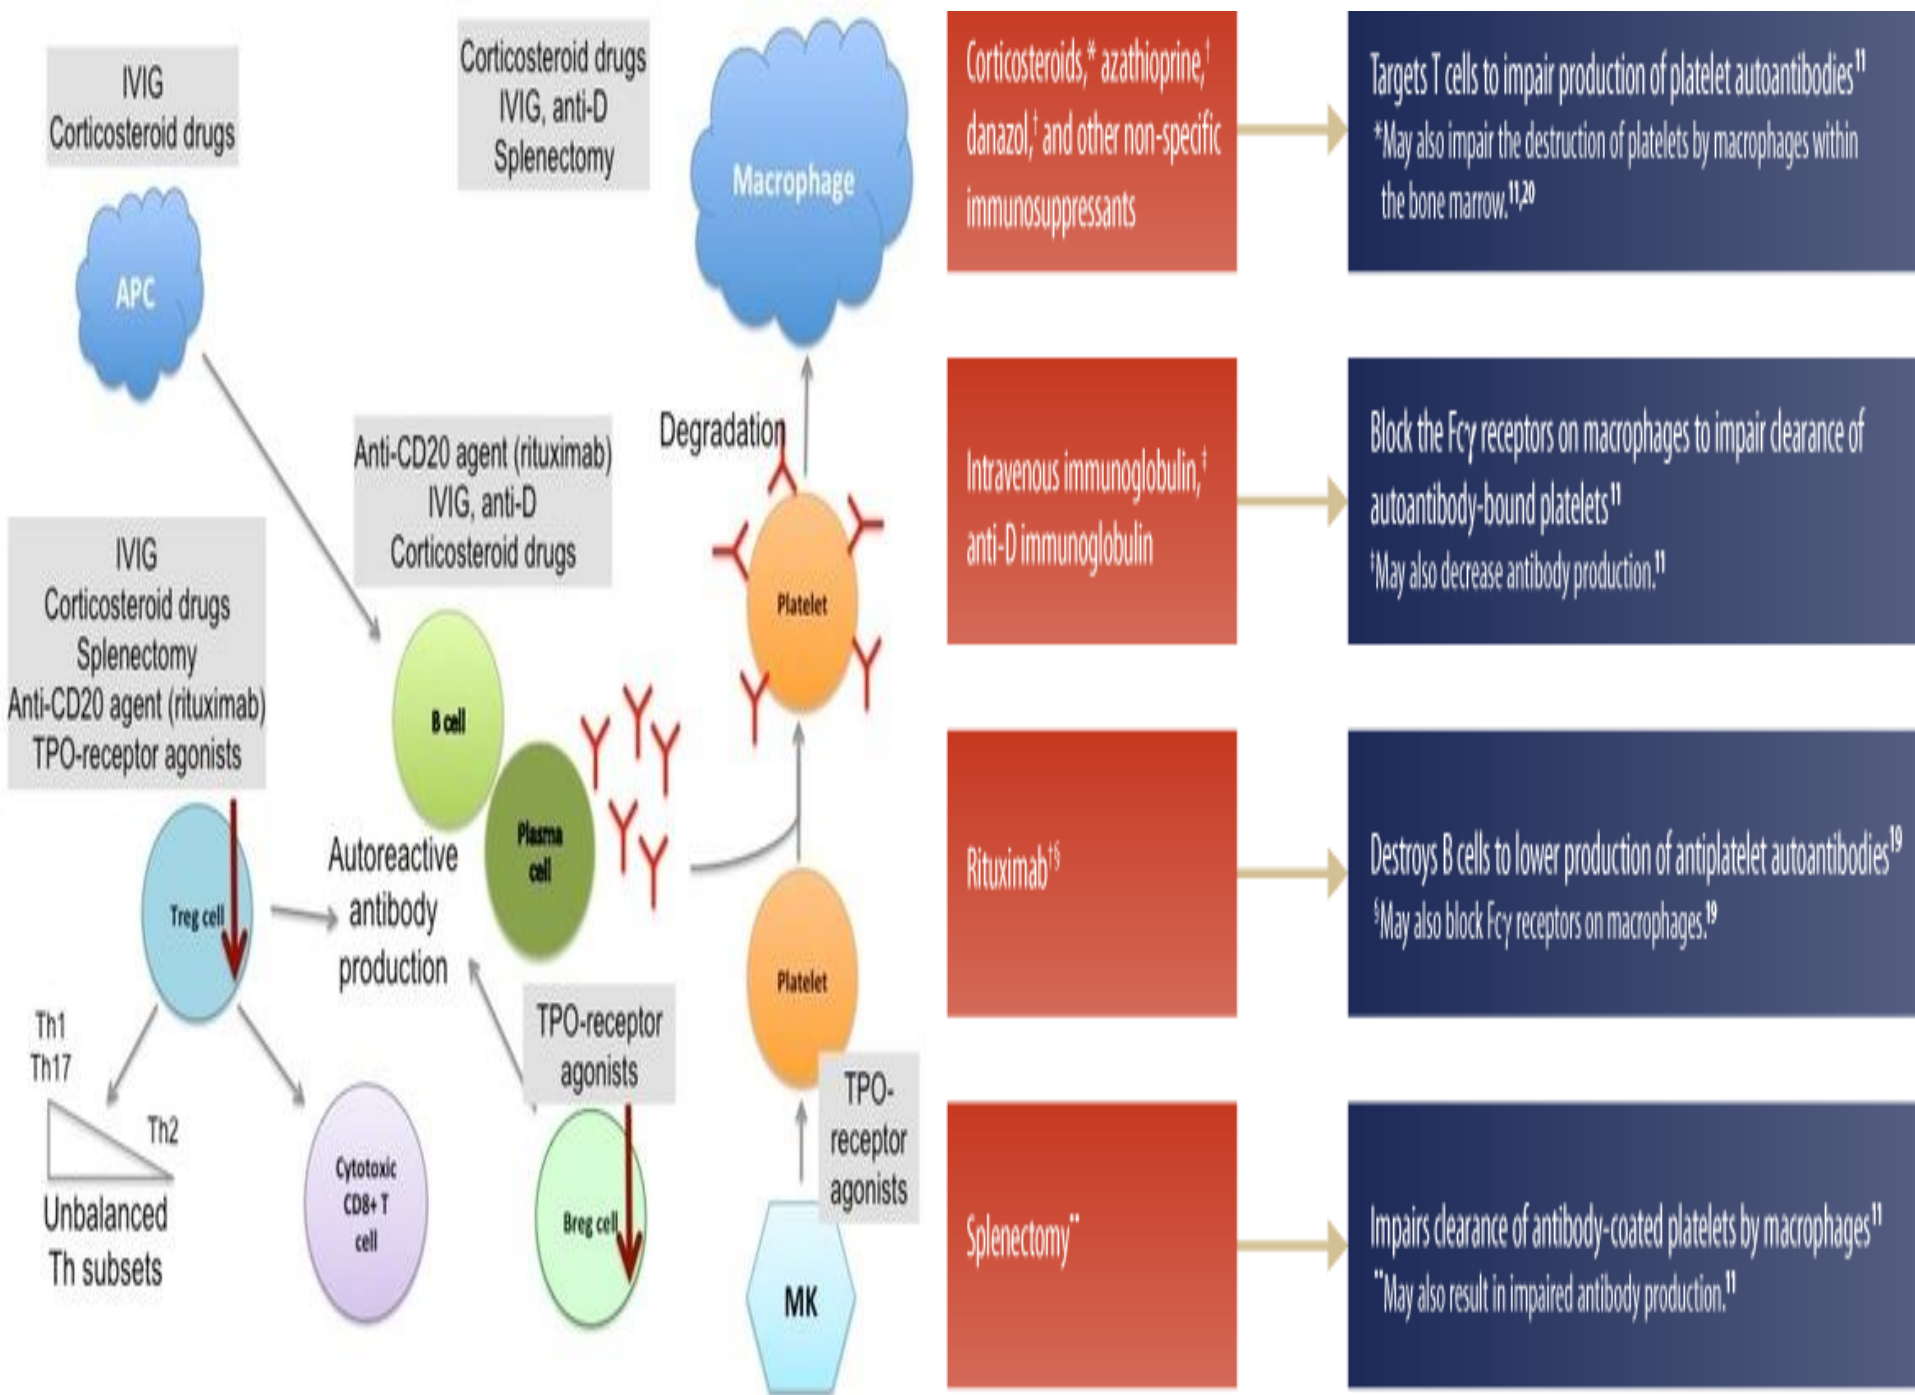 IVIG
Corticosteroid drugs
Corticosteroid drugs
IVIG, anti-D
Splenectomy
Macrophage
APC
Degradation
Anti-CD20 agent (rituximab)
IVIG, anti-D
Corticosteroid drugs
IVIG
Corticosteroid drugs
Splenectomy
Anti-CD20 agent (rituximab)
TPO-receptor agonists
Platelet
B cell
Plasma
cell
Autoreactive
antibody
production
Treg cell
Platelet
Th1
Th17
Th2
Unbalanced
Th subsets
Cytotoxic
CD8+ T
cell
TPO-receptor
agonists
Breg cell
TPO-
receptor
agonists
MK
Corticosteroids,* azathioprine,†
danazol,† and other non-specific
immunosuppressants
Targets T cells to impair production of platelet autoantibodies¹¹
*May also impair the destruction of platelets by macrophages within
the bone marrow.¹¹,²⁰
Intravenous immunoglobulin,‡
anti-D immunoglobulin
Block the Fcγ receptors on macrophages to impair clearance of
autoantibody-bound platelets¹¹
‡May also decrease antibody production.¹¹
Rituximab†§
Destroys B cells to lower production of antiplatelet autoantibodies¹⁹
§May also block Fcγ receptors on macrophages.¹⁹
Splenectomy¨
Impairs clearance of antibody-coated platelets by macrophages¹¹
¨May also result in impaired antibody production.¹¹